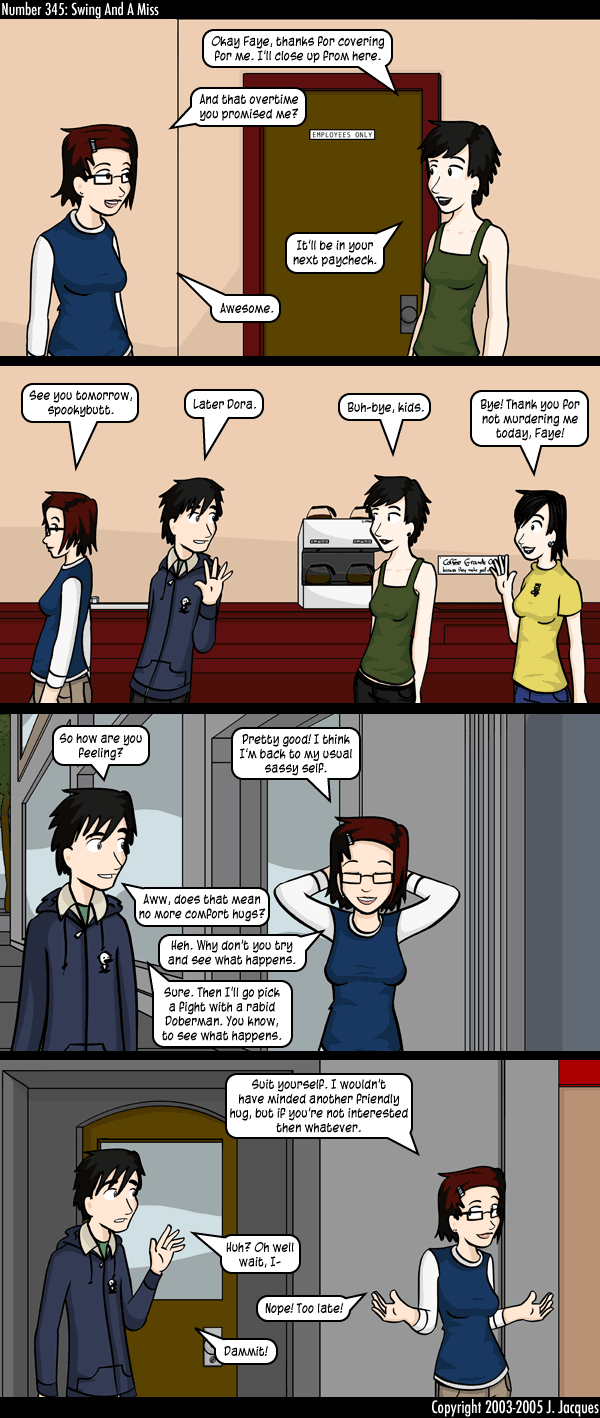 Number 345: Swing And A Miss
Okay Faye, thanks for covering
for me. I'll close up from here.
And that overtime
you promised me?
EMPLOYEES ONLY
It'll be in your
next paycheck.
Awesome.
See you tomorrow,
spookybutt.
Later Dora.
Buh-bye, kids.
Bye! Thank you for
not murdering me
today, Faye!
Coffee Grounds
because they make
So how are you
feeling?
Pretty good! I think
I'm back to my usual
sassy self.
Aww, does that mean
no more comfort hugs?
Heh. Why don't you try
and see what happens.
Sure. Then I'll go pick
a fight with a rabid
Doberman. You know,
to see what happens.
Suit yourself. I wouldn't
have minded another friendly
hug, but if you're not interested
then whatever.
Huh? Oh well
wait, I-
Nope! Too late!
Dammit!
Copyright 2003-2005 J. Jacques